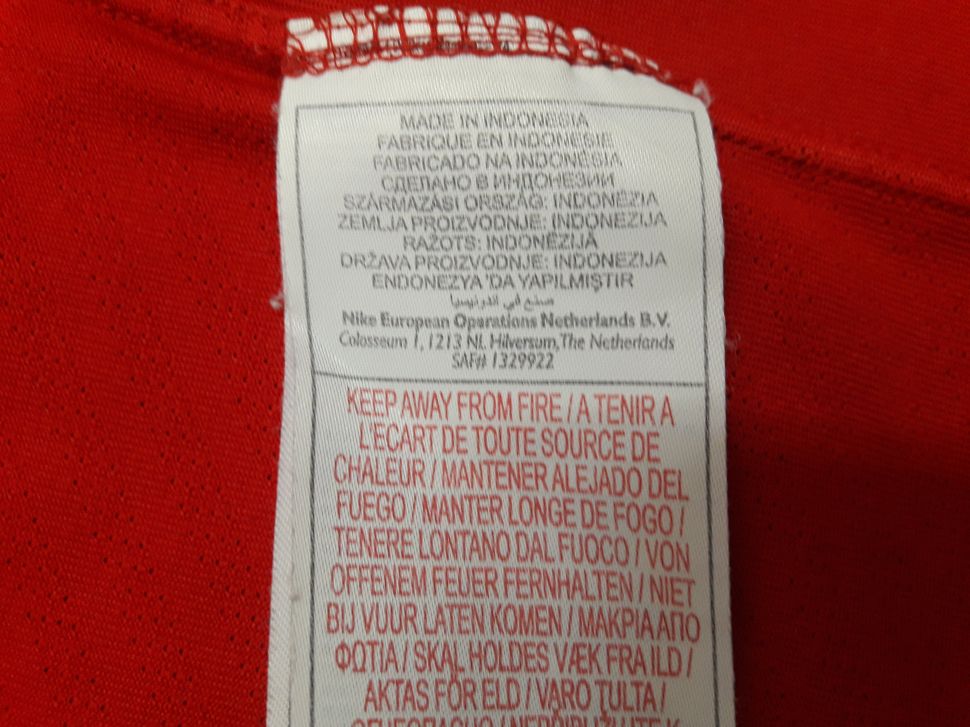 MADE IN INDONESIA
FABRIQUE EN INDONESIE
FABRICADO NA INDONÉSIA
СДЕЛАНО В ИНДОНЕЗИИ
SZÁRMAZÁSI ORSZÁG: INDONÉZIA
ZEMLJA PROIZVODNJE: INDONEZIJA
RAŽOTS: INDONĒZIJĀ
DRŽAVA PROIZVODNJE: INDONEZIJA
ENDONEZYA 'DA YAPILMIŞTIR
صنع في اندونيسيا
Nike European Operations Netherlands B.V.
Colosseum 1, 1213 NL Hilversum, The Netherlands
SAF# 1329922
KEEP AWAY FROM FIRE / A TENIR A
L'ECART DE TOUTE SOURCE DE
CHALEUR / MANTENER ALEJADO DEL
FUEGO / MANTER LONGE DE FOGO /
TENERE LONTANO DAL FUOCO / VON
OFFENEM FEUER FERNHALTEN / NIET
BIJ VUUR LATEN KOMEN / ΜΑΚΡΙΑ ΑΠΟ
ΦΩΤΙΑ / SKAL HOLDES VÆK FRA ILD /
AKTAS FÖR ELD / VARO TULTA /